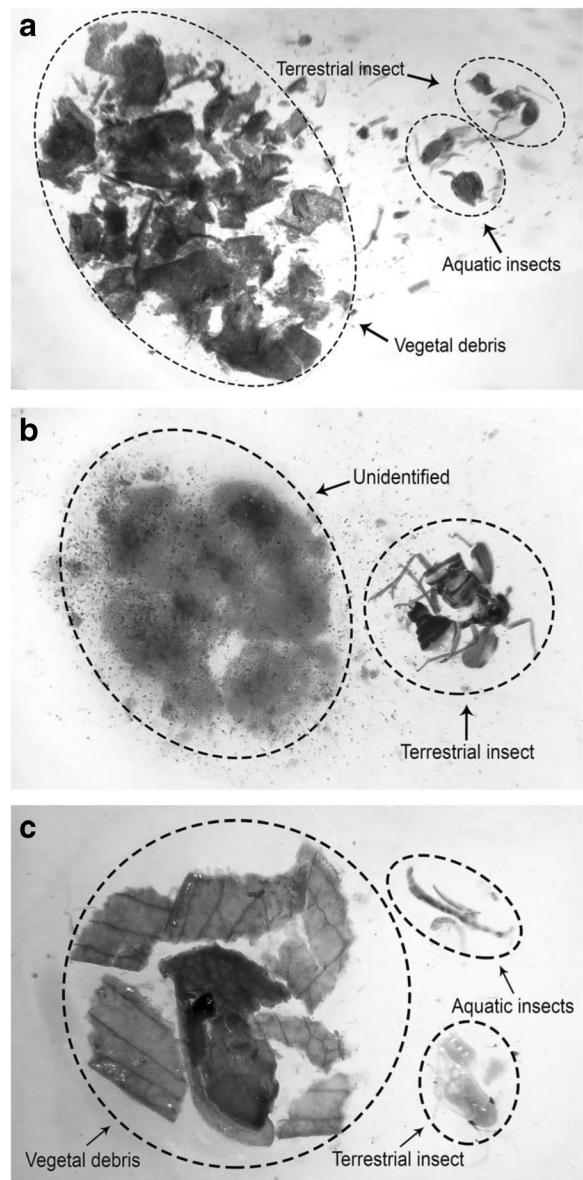 a
Terrestrial insect
Aquatic insects
Vegetal debris
b
Unidentified
Terrestrial insect
c
Aquatic insects
Vegetal debris
Terrestrial insect